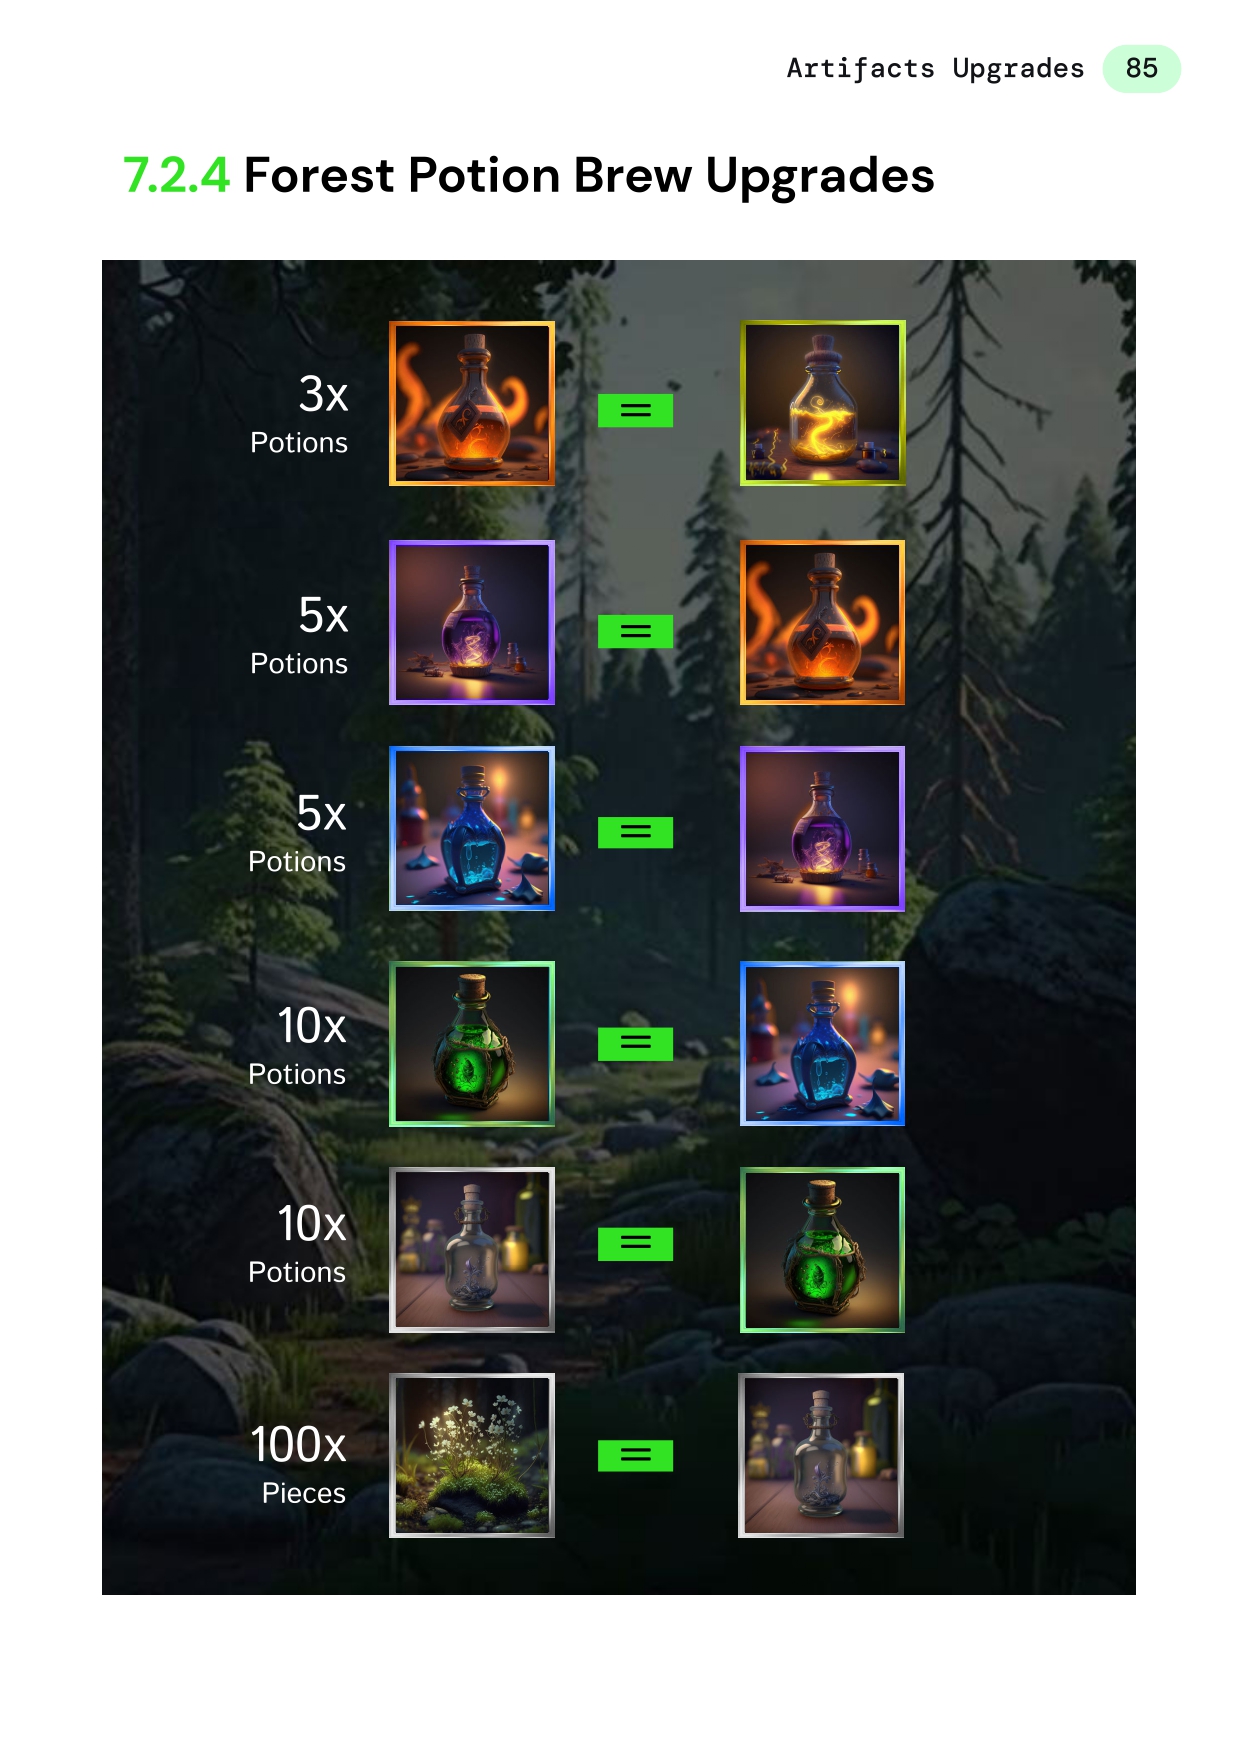 Artifacts Upgrades 85
7.2.4 Forest Potion Brew Upgrades
3x
Potions
=
5x
Potions
=
5x
Potions
=
10x
Potions
=
10x
Potions
=
100x
Pieces
=